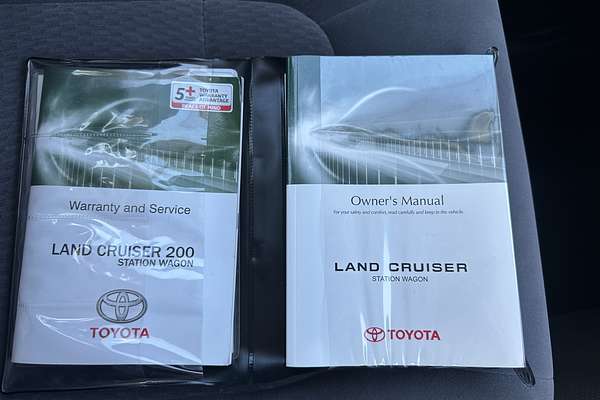 5+
TOYOTA
WARRANTY
ADVANTAGE
Warranty and Service
LAND CRUISER 200
STATION WAGON
TOYOTA
Owner's Manual
For your safety and comfort, read carefully and keep in the vehicle.
LAND CRUISER
STATION WAGON
TOYOTA